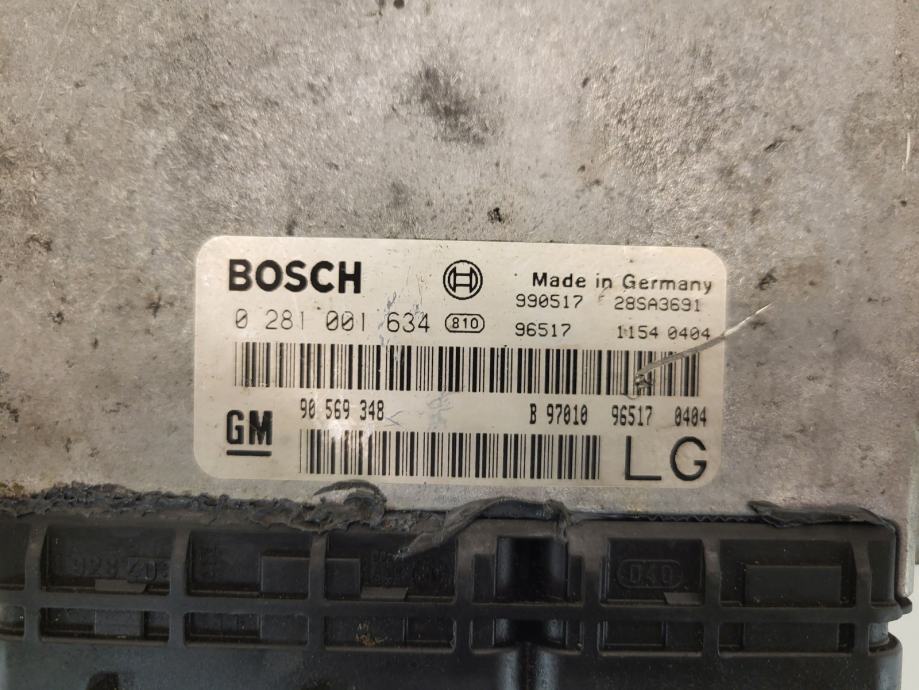 BOSCH
Made in Germany
990517 28SA3691
0 281 001 634 810
96517 1154 0404
90 569 348 B 97010 96517 0404
GM
LG
040